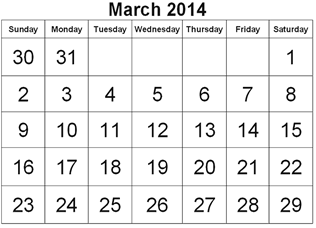 March 2014
Sunday Monday Tuesday Wednesday Thursday Friday Saturday
30 31 1
2 3 4 5 6 7 8
9 10 11 12 13 14 15
16 17 18 19 20 21 22
23 24 25 26 27 28 29